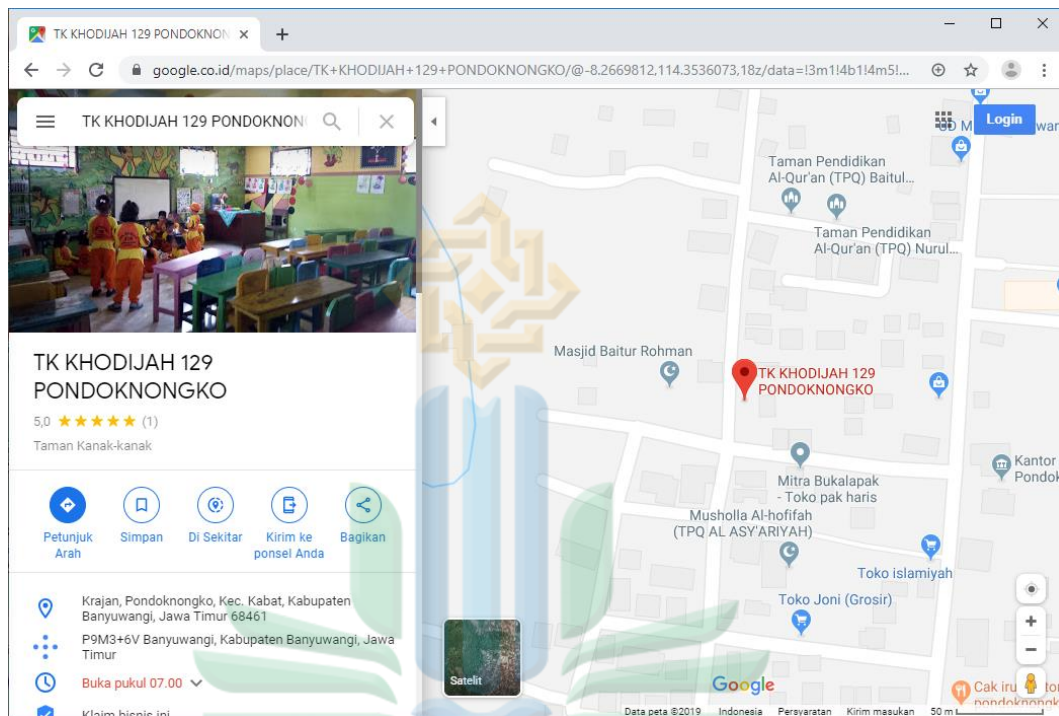 TK KHODIJAH 129 PONDOKNON
google.co.id/maps/place/TK+KHODIJAH+129+PONDOKNONGKO/@-8.2669812,114.3536073,18z/data=!3m1!4b1!4m5!...
TK KHODIJAH 129 PONDOKNON
TK KHODIJAH 129
PONDOKNONGKO
5,0 ★★★★★ (1)
Taman Kanak-kanak
Petunjuk
Arah
Simpan
Di Sekitar
Kirim ke
ponsel Anda
Bagikan
Krajan, Pondoknongko, Kec. Kabat, Kabupaten
Banyuwangi, Jawa Timur 68461
P9M3+6V Banyuwangi, Kabupaten Banyuwangi, Jawa
Timur
Buka pukul 07.00
Klaim bisnis ini
Login
Taman Pendidikan
Al-Qur'an (TPQ) Baitul...
Taman Pendidikan
Al-Qur'an (TPQ) Nurul...
Masjid Baitur Rohman
TK KHODIJAH 129
PONDOKNONGKO
Kantor
Pondok
Mitra Bukalapak
- Toko pak haris
Musholla Al-hofifah
(TPQ AL ASY'ARIYAH)
Toko islamiyah
Toko Joni (Grosir)
Satelit
Google
Cak
pondoknongk
Data peta ©2019 Indonesia Persyaratan Kirim masukan 50 m